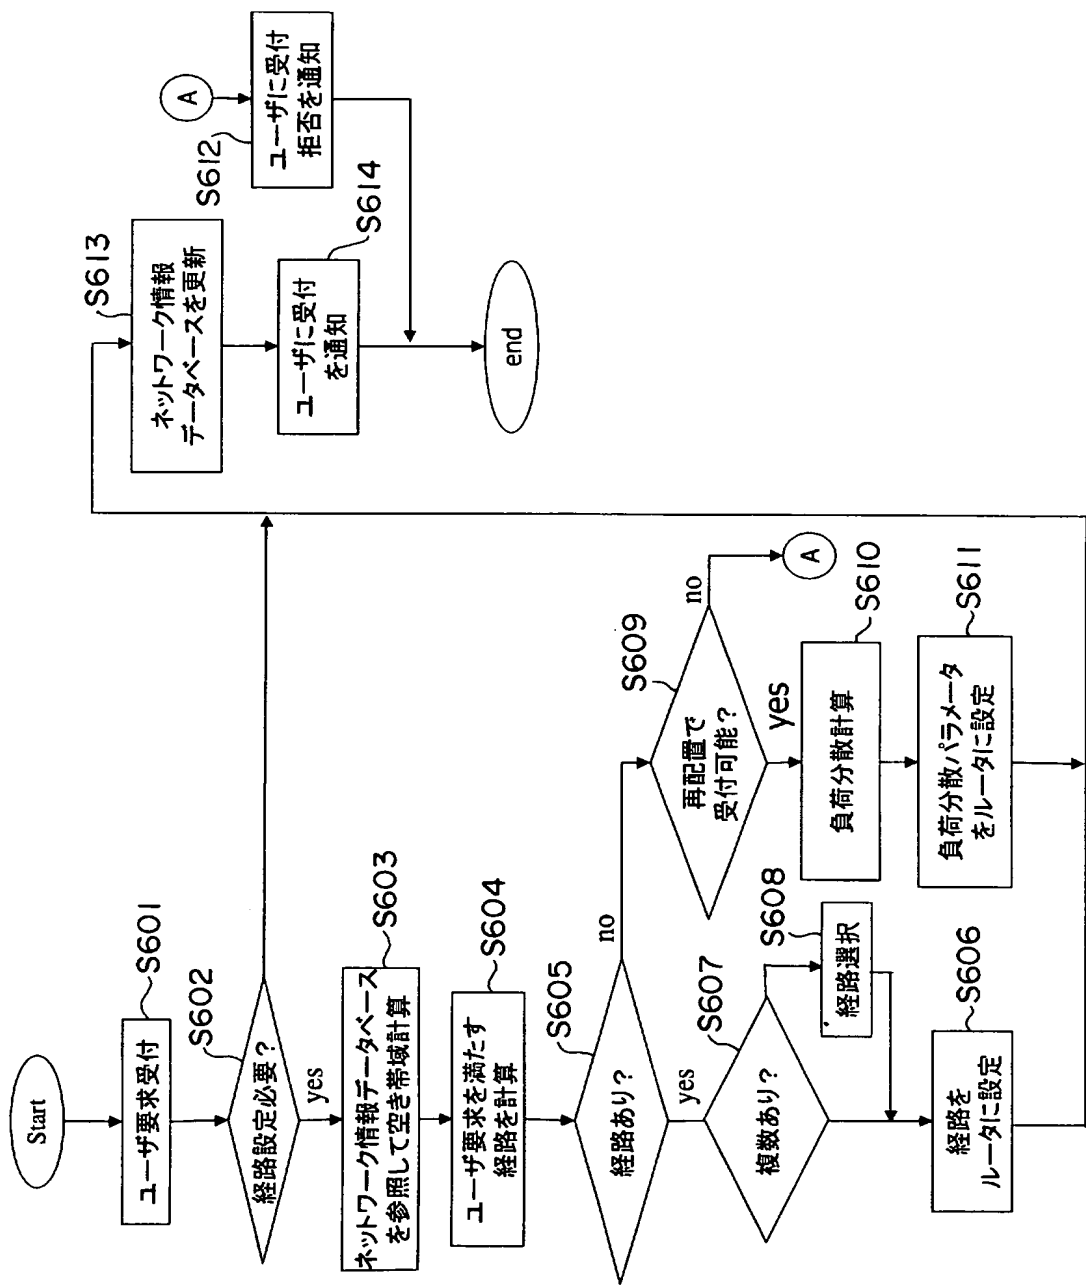 Start
S601
ユーザ要求受付
S602
経路設定必要？
yes
S603
ネットワーク情報データベース
を参照して空き帯域計算
S604
ユーザ要求を満たす
経路を計算
S605
経路あり？
no
yes
S607
複数あり？
S608
経路選択
S606
経路を
ルータに設定
S609
再配置で
受付可能？
no
A
yes
S610
負荷分散計算
S611
負荷分散パラメータ
をルータに設定
S613
ネットワーク情報
データベースを更新
S614
ユーザに受付
を通知
A
S612
ユーザに受付
拒否を通知
end